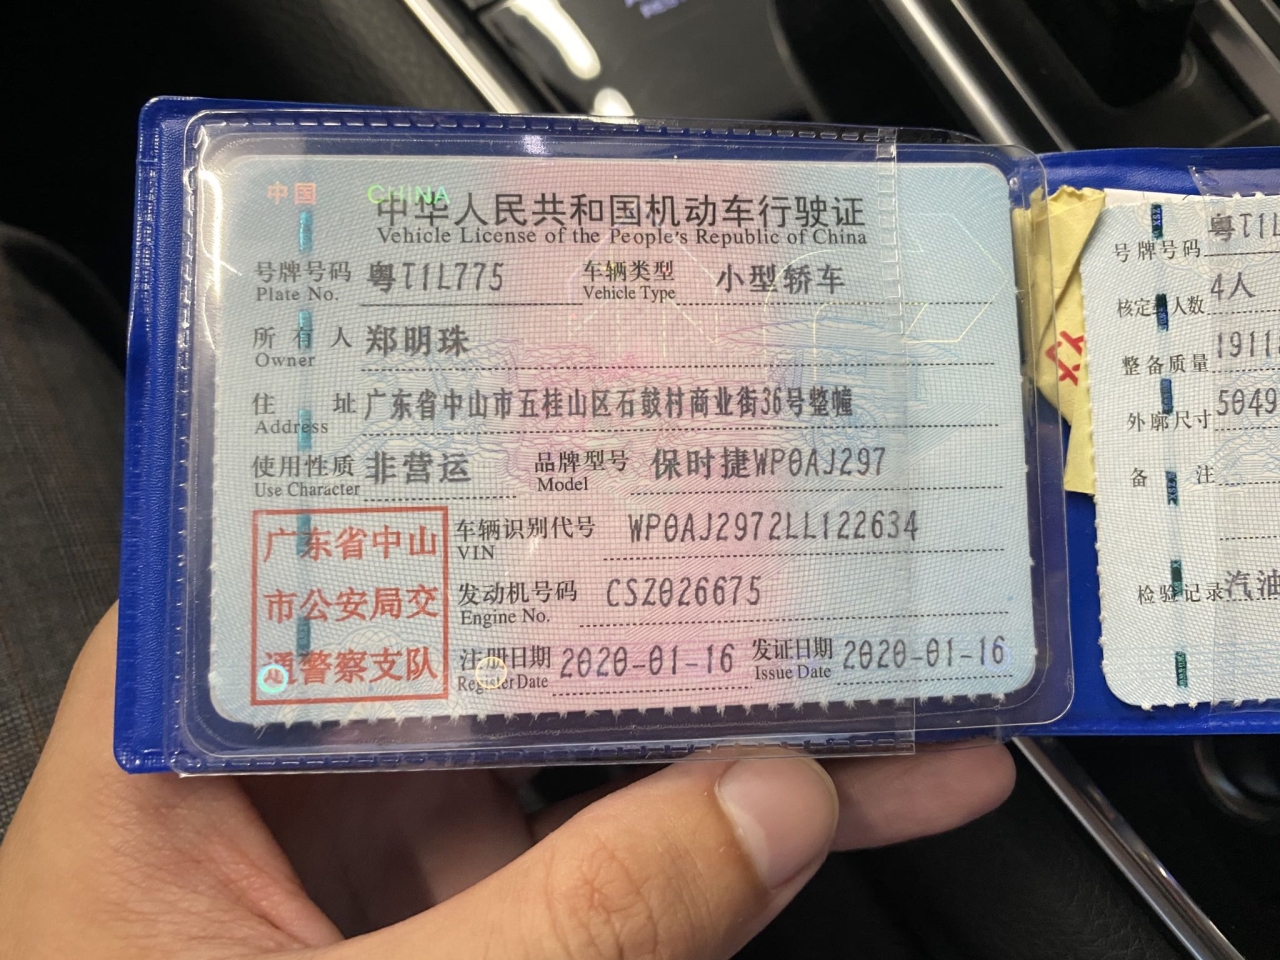 中国 CHINA
中华人民共和国机动车行驶证
Vehicle License of the People's Republic of China
号牌号码 粤T1L775 车辆类型 小型轿车
Plate No. Vehicle Type
所有人 郑明珠
Owner
住址 广东省中山市五桂山区石鼓村商业街36号整幢
Address
使用性质 非营运 品牌型号 保时捷WP0AJ297
Use Character Model
广东省中山
市公安局交
通警察支队
车辆识别代号 WP0AJ2972LL122634
VIN
发动机号码 CSZ026675
Engine No.
注册日期 2020-01-16 发证日期 2020-01-16
Register Date Issue Date
号牌号码 粤T1L
核定载人数 4人
整备质量 1911
外廓尺寸 5049
备注
检验记录 汽油